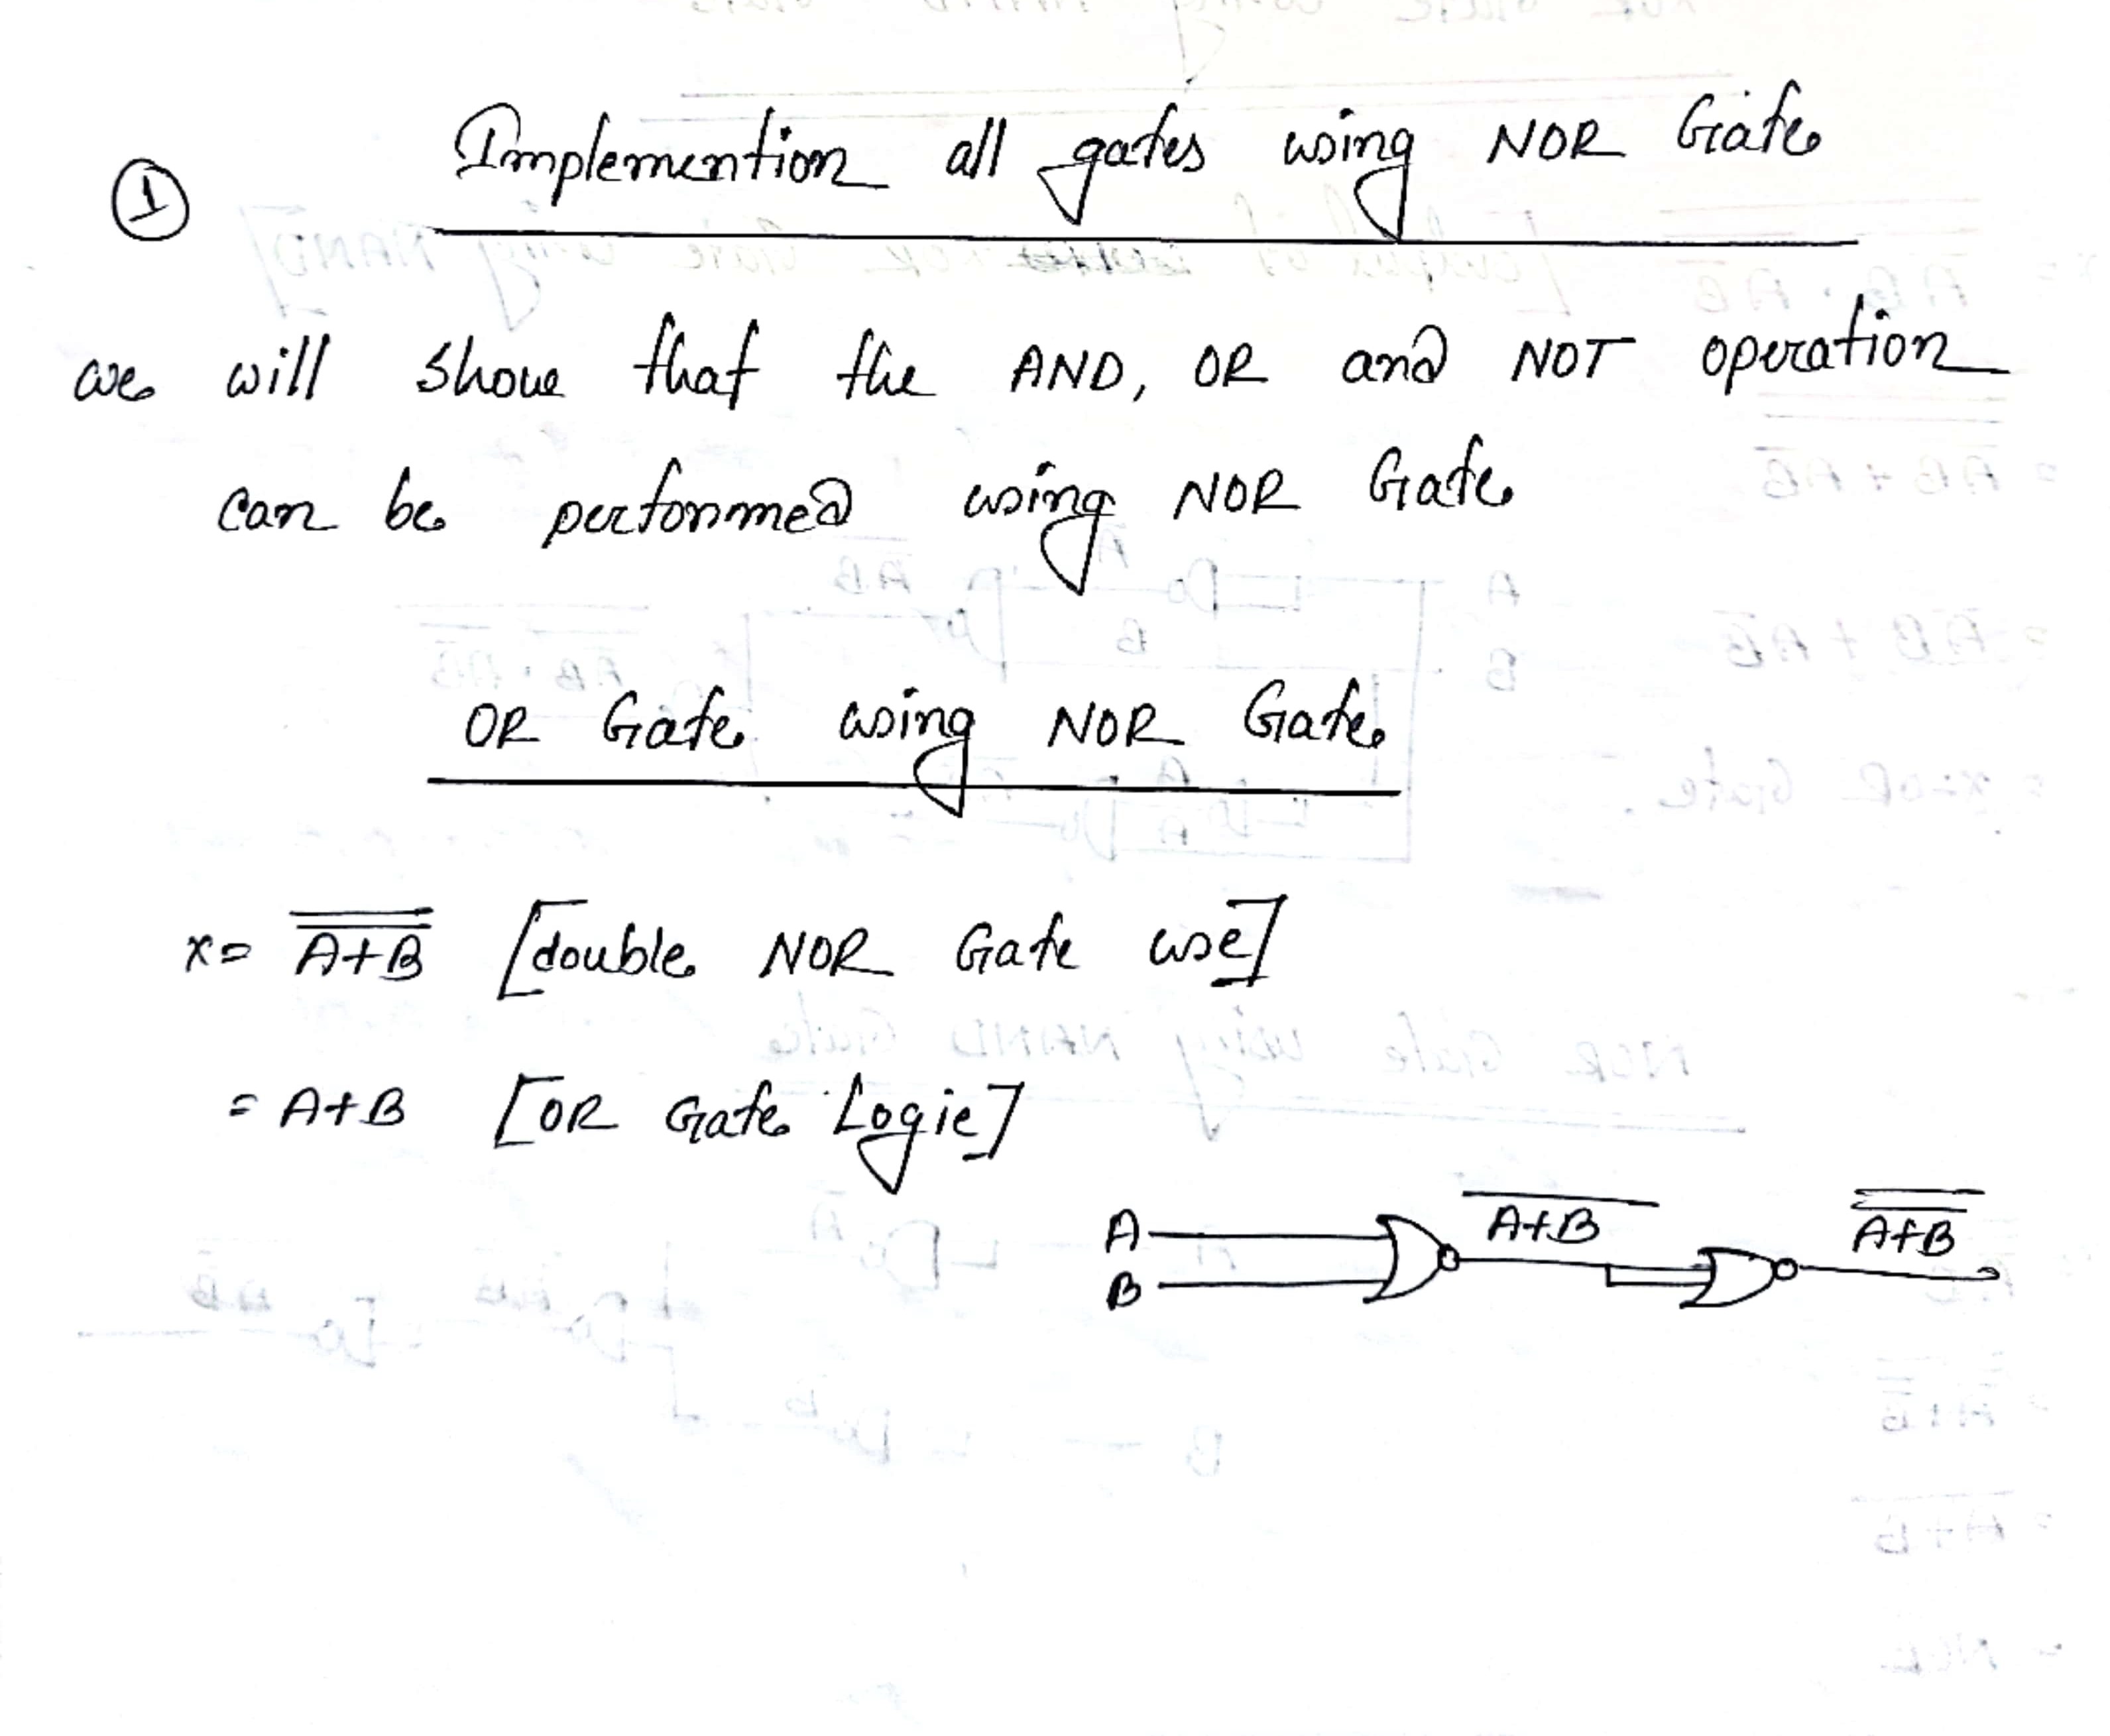 ① Implemention all gates using NOR Gate
we will show that the AND, OR and NOT operation
can be performed using NOR Gate
OR Gate using NOR Gate
x = \overline{\overline{A+B}} [double NOR Gate use]
= A+B [OR Gate Logic]
A \overline{A+B} \overline{\overline{A+B}}
B